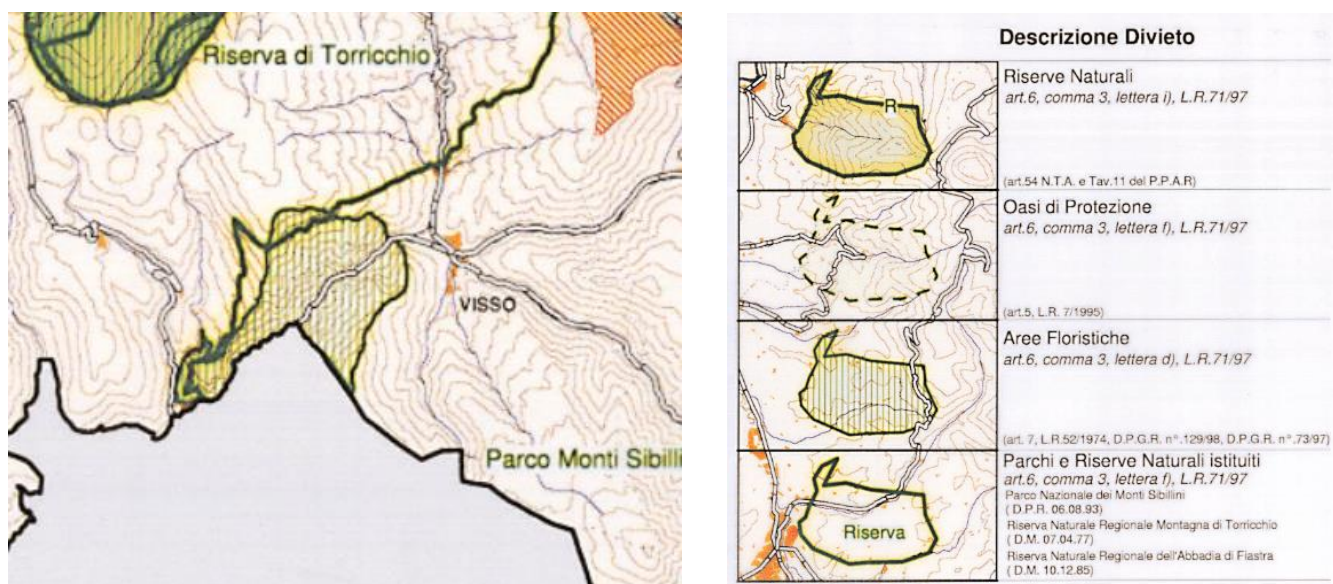 Riserva di Torricchio
VISSO
Parco Monti Sibilli
Descrizione Divieto
Riserve Naturali
art.6, comma 3, lettera i), L.R.71/97
R
(art.54 N.T.A. e Tav.11 del P.P.A.R)
Oasi di Protezione
art.6, comma 3, lettera f), L.R.71/97
(art.5, L.R. 7/1995)
Aree Floristiche
art.6, comma 3, lettera d), L.R.71/97
(art. 7, L.R.52/1974, D.P.G.R. n°.129/98, D.P.G.R. n°.73/97)
Parchi e Riserve Naturali istituiti
art.6, comma 3, lettera f), L.R.71/97
Parco Nazionale dei Monti Sibillini
( D.P.R. 06.08.93)
Riserva
Riserva Naturale Regionale Montagna di Torricchio
( D.M. 07.04.77)
Riserva Naturale Regionale dell'Abbadia di Fiastra
( D.M. 10.12.85)